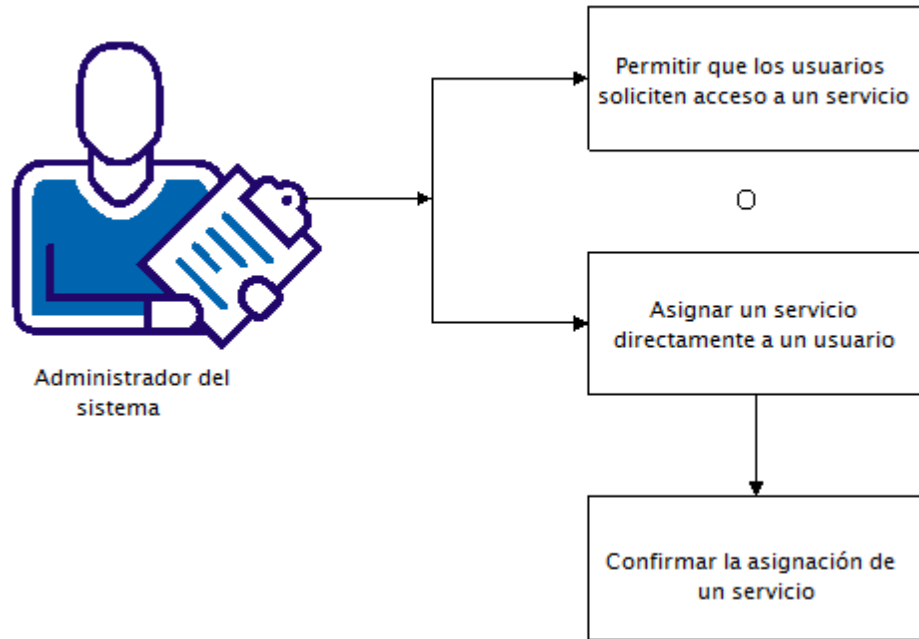 Permitir que los usuarios
soliciten acceso a un servicio
O
Asignar un servicio
directamente a un usuario
Administrador del
sistema
Confirmar la asignación de
un servicio